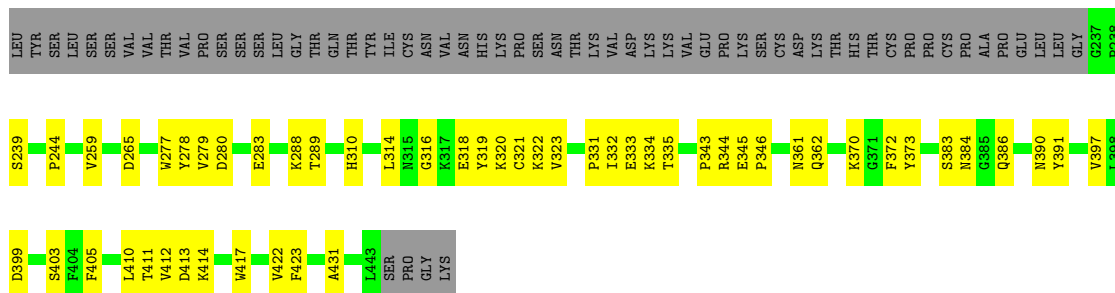 LEU TYR SER LEU SER SER VAL VAL THR VAL PRO SER SER SER LEU GLY THR GLN THR TYR ILE CYS ASN VAL ASN HIS LYS PRO SER ASN THR LYS VAL ASP LYS LYS VAL GLU PRO LYS SER CYS ASP LYS THR HIS THR CYS PRO PRO CYS PRO ALA PRO GLU LEU LEU GLY G237 P238
S239 P244 V259 D265 W277 Y278 V279 D280 E283 K288 T289 H310 L314 N315 G316 K317 E318 Y319 K320 C321 K322 V323 P331 I332 E333 K334 T335 P343 R344 E345 P346 N361 Q362 K370 G371 F372 Y373 S383 N384 G385 Q386 N390 Y391 V397 L398
D399 S403 F404 F405 L410 T411 V412 D413 K414 W417 V422 F423 A431 L443 SER PRO GLY LYS